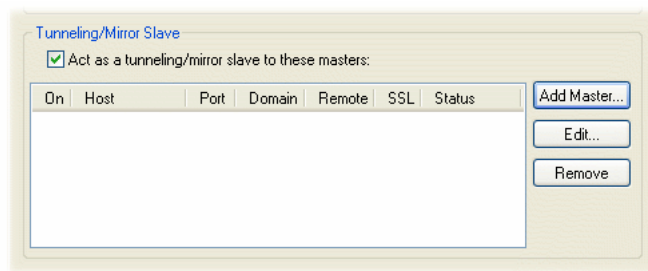 Tunneling/Mirror Slave
Act as a tunneling/mirror slave to these masters:
On Host Port Domain Remote SSL Status
Add Master...
Edit...
Remove